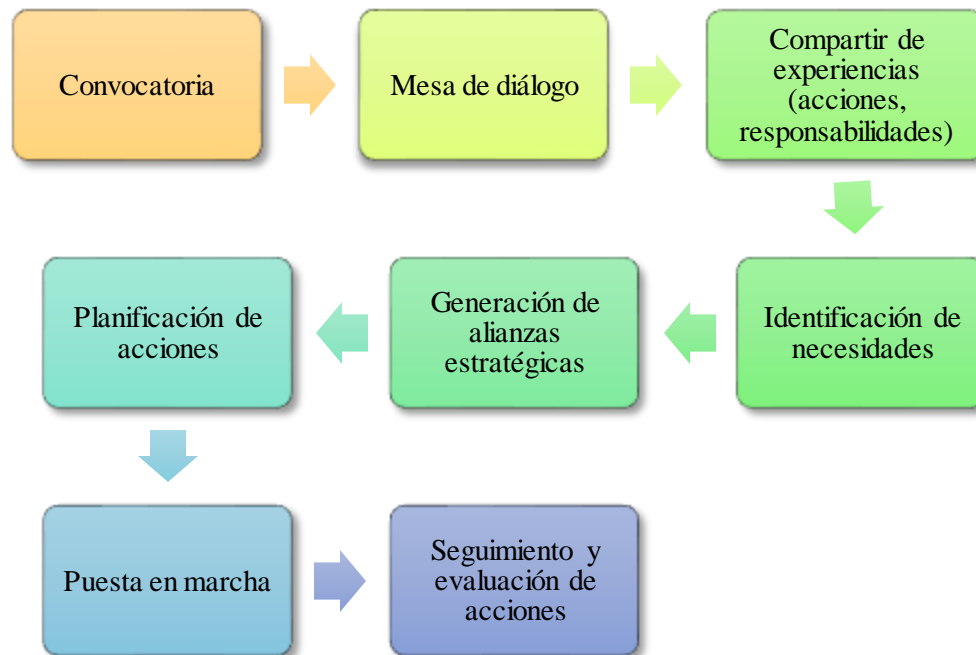 Convocatoria
Mesa de diálogo
Compartir de
experiencias
(acciones,
responsabilidades)
Identificación de
necesidades
Generación de
alianzas
estratégicas
Planificación de
acciones
Puesta en marcha
Seguimiento y
evaluación de
acciones